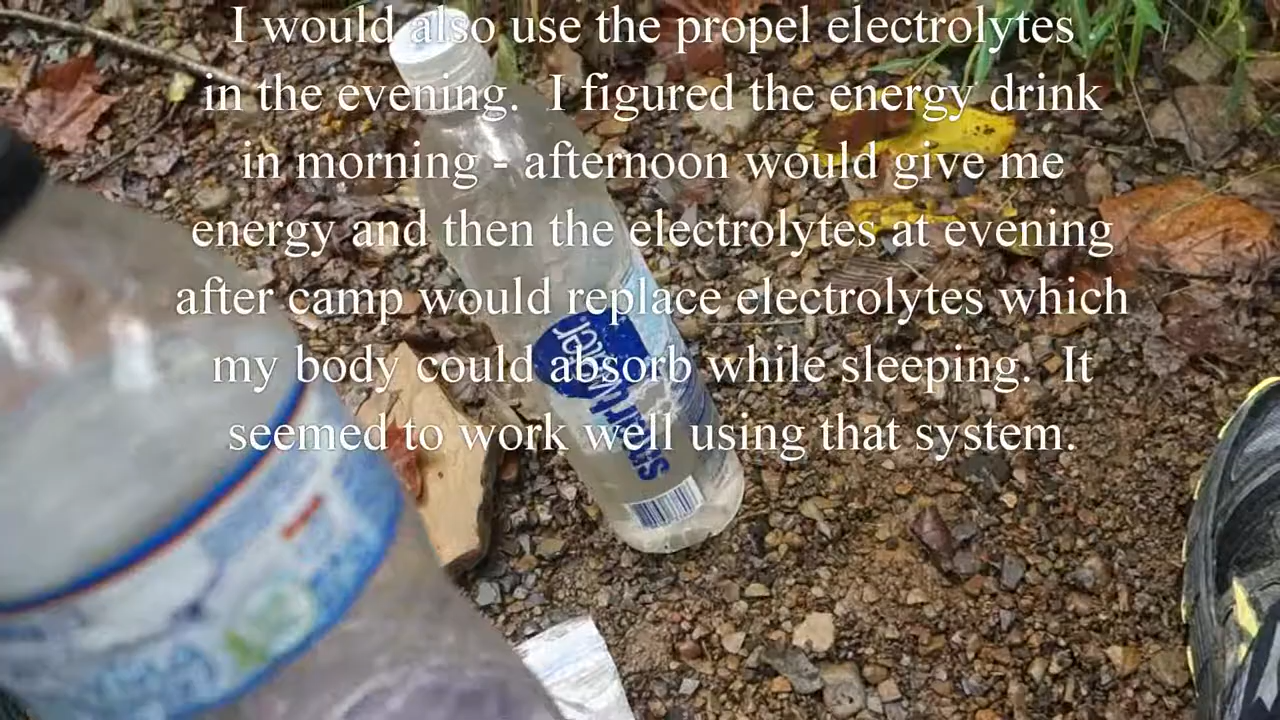 I would also use the propel electrolytes
in the evening.  I figured the energy drink
in morning - afternoon would give me
energy and then the electrolytes at evening
after camp would replace electrolytes which
my body could absorb while sleeping.  It
seemed to work well using that system.
smartwater